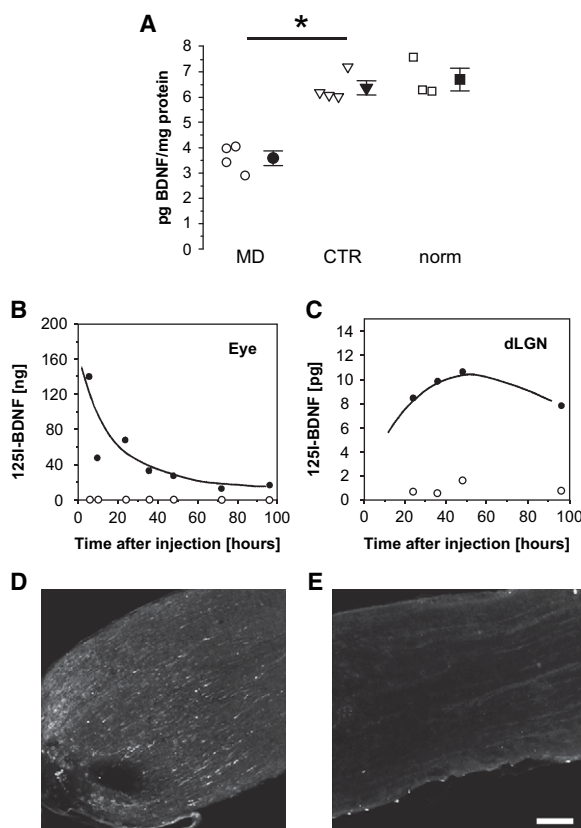 A
*
pg BDNF/mg protein
8
7
6
5
4
3
2
1
0
MD CTR norm
B
125I-BDNF [ng]
200
160
120
80
40
0
Eye
0 20 40 60 80 100
Time after injection [hours]
C
125I-BDNF [pg]
14
12
10
8
6
4
2
0
dLGN
0 20 40 60 80 100
Time after injection [hours]
D
E